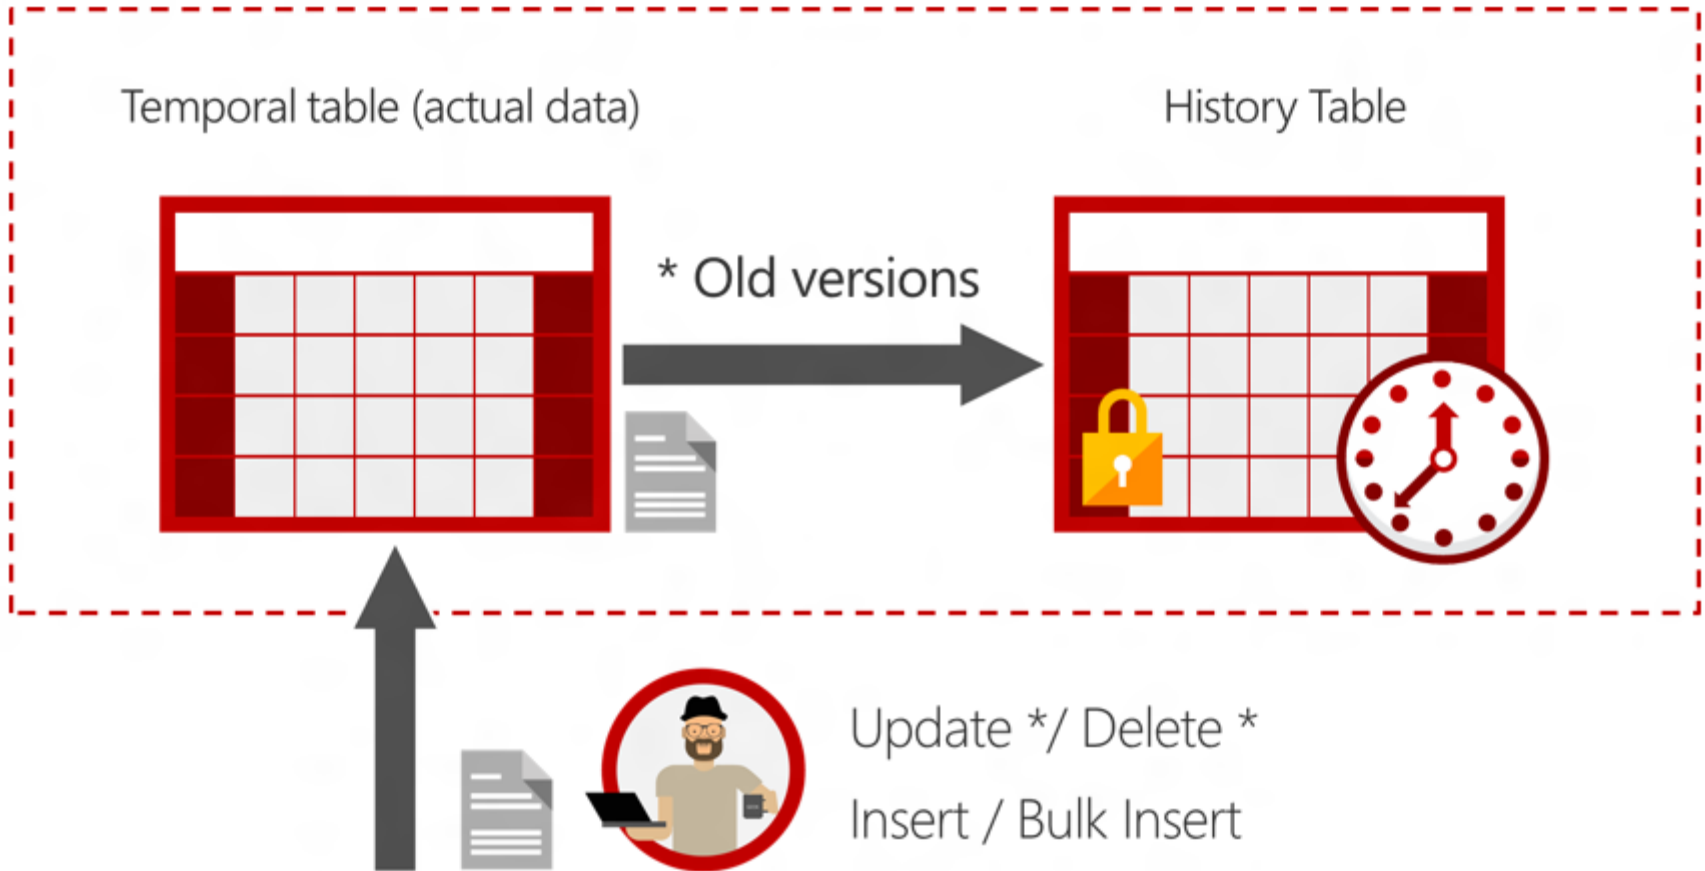 Temporal table (actual data)
History Table
* Old versions
Update */ Delete *
Insert / Bulk Insert